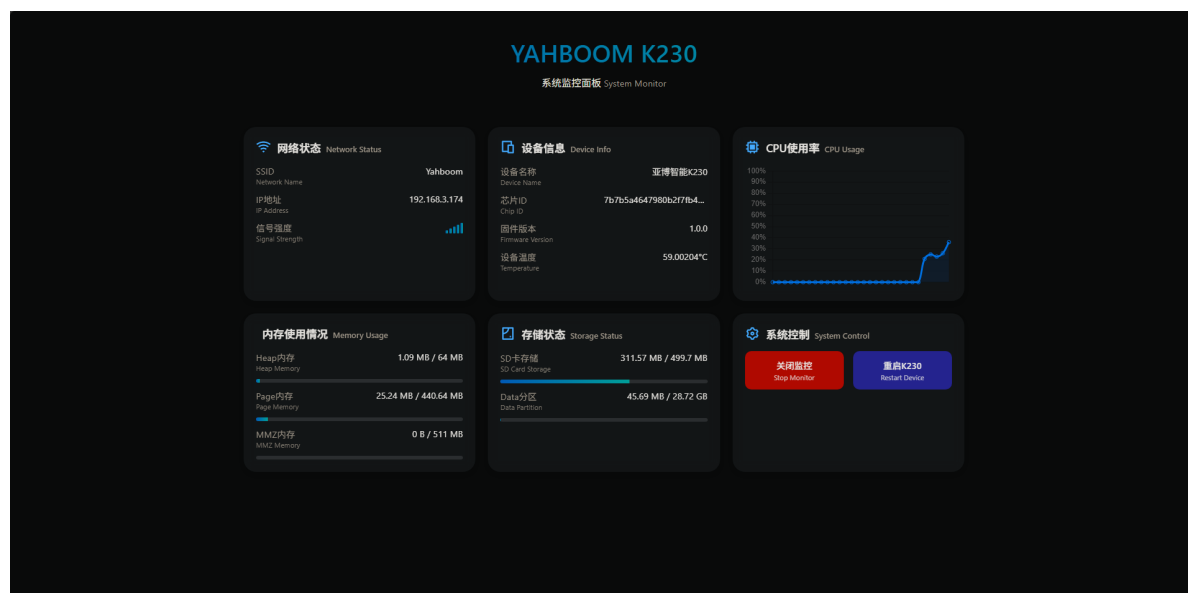 YAHBOOM K230
系统监控面板 System Monitor
网络状态 Network Status
SSID Yahboom
Network Name
IP地址 192.168.3.174
IP Address
信号强度
Signal Strength
设备信息 Device Info
设备名称 亚博智能K230
Device Name
芯片ID 7b7b5a4647980b2f7fb4...
Chip ID
固件版本 1.0.0
Firmware Version
设备温度 59.00204°C
Temperature
CPU使用率 CPU Usage
100%
90%
80%
70%
60%
50%
40%
30%
20%
10%
0%
内存使用情况 Memory Usage
Heap内存 1.09 MB / 64 MB
Heap Memory
Page内存 25.24 MB / 440.64 MB
Page Memory
MMZ内存 0 B / 511 MB
MMZ Memory
存储状态 Storage Status
SD卡存储 311.57 MB / 499.7 MB
SD Card Storage
Data分区 45.69 MB / 28.72 GB
Data Partition
系统控制 System Control
关闭监控
Stop Monitor
重启K230
Restart Device